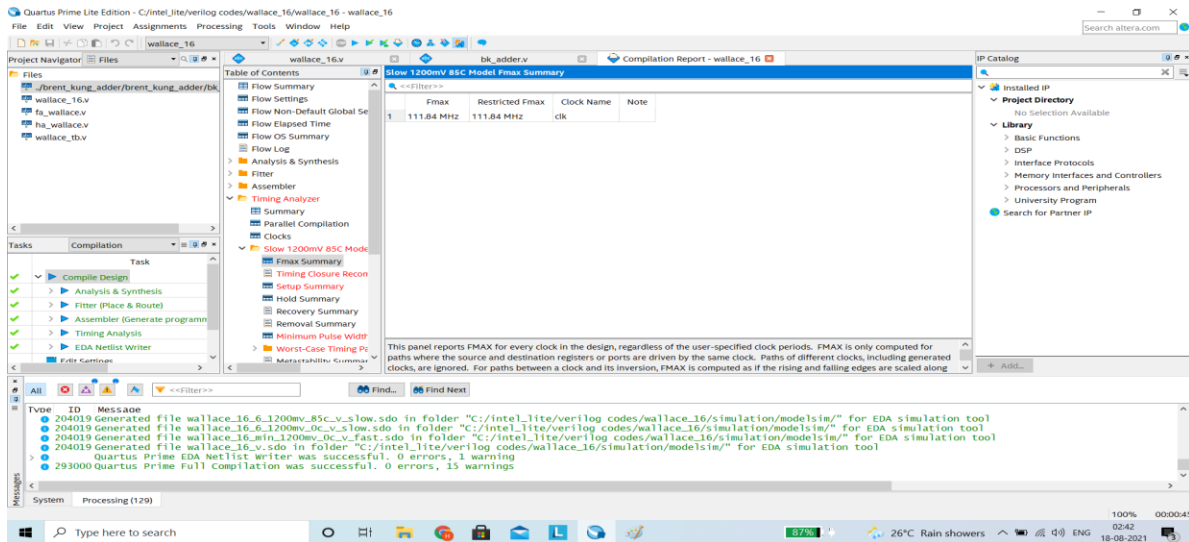 Quartus Prime Lite Edition - C:/intel_lite/verilog codes/wallace_16/wallace_16 - wallace_16
File Edit View Project Assignments Processing Tools Window Help
Search altera.com
wallace_16
Project Navigator Files
wallace_16.v
bk_adder.v
Compilation Report - wallace_16
IP Catalog
Files
../brent_kung_adder/brent_kung_adder/bk_
wallace_16.v
fa_wallace.v
ha_wallace.v
wallace_tb.v
Table of Contents
Flow Summary
Flow Settings
Flow Non-Default Global Se
Flow Elapsed Time
Flow OS Summary
Flow Log
Analysis & Synthesis
Fitter
Assembler
Timing Analyzer
Summary
Parallel Compilation
Clocks
Slow 1200mV 85C Mode
Fmax Summary
Timing Closure Recon
Setup Summary
Hold Summary
Recovery Summary
Removal Summary
Minimum Pulse Width
Worst-Case Timing Pa
Metastability Summar
Slow 1200mV 85C Model Fmax Summary
<<Filter>>
Fmax Restricted Fmax Clock Name Note
1 111.84 MHz 111.84 MHz clk
This panel reports FMAX for every clock in the design, regardless of the user-specified clock periods. FMAX is only computed for
paths where the source and destination registers or ports are driven by the same clock. Paths of different clocks, including generated
clocks, are ignored. For paths between a clock and its inversion, FMAX is computed as if the rising and falling edges are scaled along
Installed IP
Project Directory
No Selection Available
Library
Basic Functions
DSP
Interface Protocols
Memory Interfaces and Controllers
Processors and Peripherals
University Program
Search for Partner IP
+ Add...
Tasks Compilation
Task
Compile Design
Analysis & Synthesis
Fitter (Place & Route)
Assembler (Generate programm
Timing Analysis
EDA Netlist Writer
Edit Settings
All <<Filter>> Find... Find Next
Type ID Message
204019 Generated file wallace_16_6_1200mv_85c_v_slow.sdo in folder "C:/intel_lite/verilog codes/wallace_16/simulation/modelsim/" for EDA simulation tool
204019 Generated file wallace_16_6_1200mv_0c_v_slow.sdo in folder "C:/intel_lite/verilog codes/wallace_16/simulation/modelsim/" for EDA simulation tool
204019 Generated file wallace_16_min_1200mv_0c_v_fast.sdo in folder "C:/intel_lite/verilog codes/wallace_16/simulation/modelsim/" for EDA simulation tool
204019 Generated file wallace_16_v.sdo in folder "C:/intel_lite/verilog codes/wallace_16/simulation/modelsim/" for EDA simulation tool
Quartus Prime EDA Netlist Writer was successful. 0 errors, 1 warning
293000 Quartus Prime Full Compilation was successful. 0 errors, 15 warnings
Messages
System Processing (129)
100% 00:00:45
Type here to search
87%
26°C Rain showers
ENG
02:42
18-08-2021